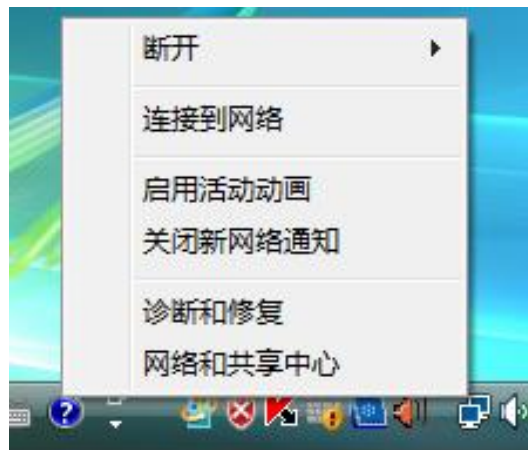 断开
连接到网络
启用活动动画
关闭新网络通知
诊断和修复
网络和共享中心